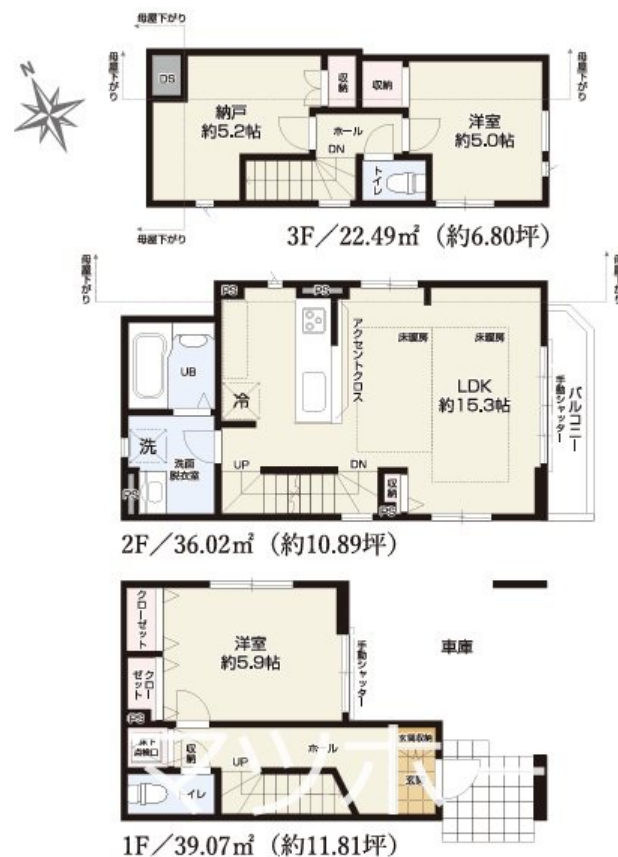 母屋下がり
母屋下がり
母屋下がり
N
DS
納戸
約5.2帖
収納
収納
ホール
DN
洋室
約5.0帖
トイレ
母屋下がり
3F／22.49㎡（約6.80坪）
母屋下がり
母屋下がり
PS
PS
UB
冷
アクセントクロス
床暖房
床暖房
LDK
約15.3帖
手動シャッター
バルコニー
洗
洗面
脱衣室
PS
UP
DN
収納
PS
2F／36.02㎡（約10.89坪）
クローゼット
クロー
ゼット
洋室
約5.9帖
手動シャッター
車庫
PS
床下
点検口
収納
ホール
玄関収納
玄関
UP
トイレ
マツホー
1F／39.07㎡（約11.81坪）